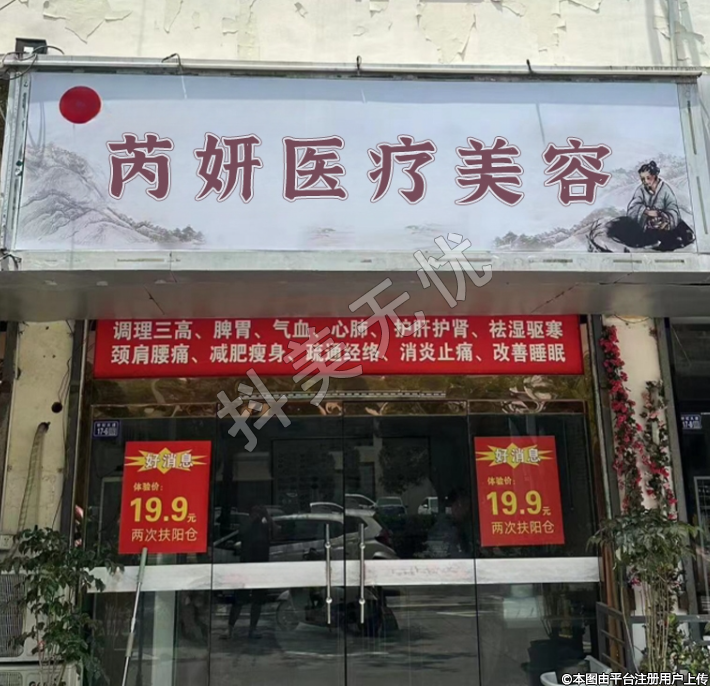 芮妍医疗美容
调理三高、脾胃、气血、心肺、护肝护肾、祛湿驱寒
颈肩腰痛、减肥瘦身、疏通经络、消炎止痛、改善睡眠
抖美无忧
17-6
好消息
体验价:
19.9元
两次扶阳仓
好消息
体验价:
19.9元
两次扶阳仓
©本图由平台注册用户上传